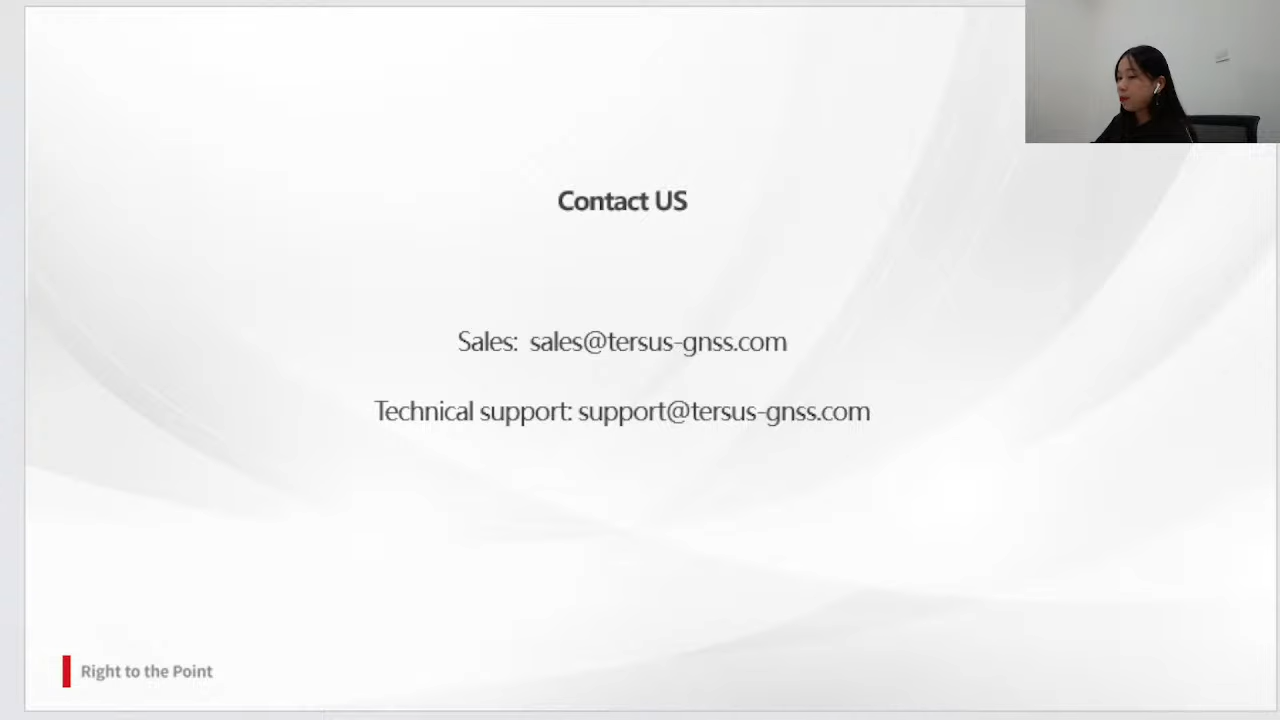 Contact US
Sales: sales@tersus-gnss.com
Technical support: support@tersus-gnss.com
Right to the Point